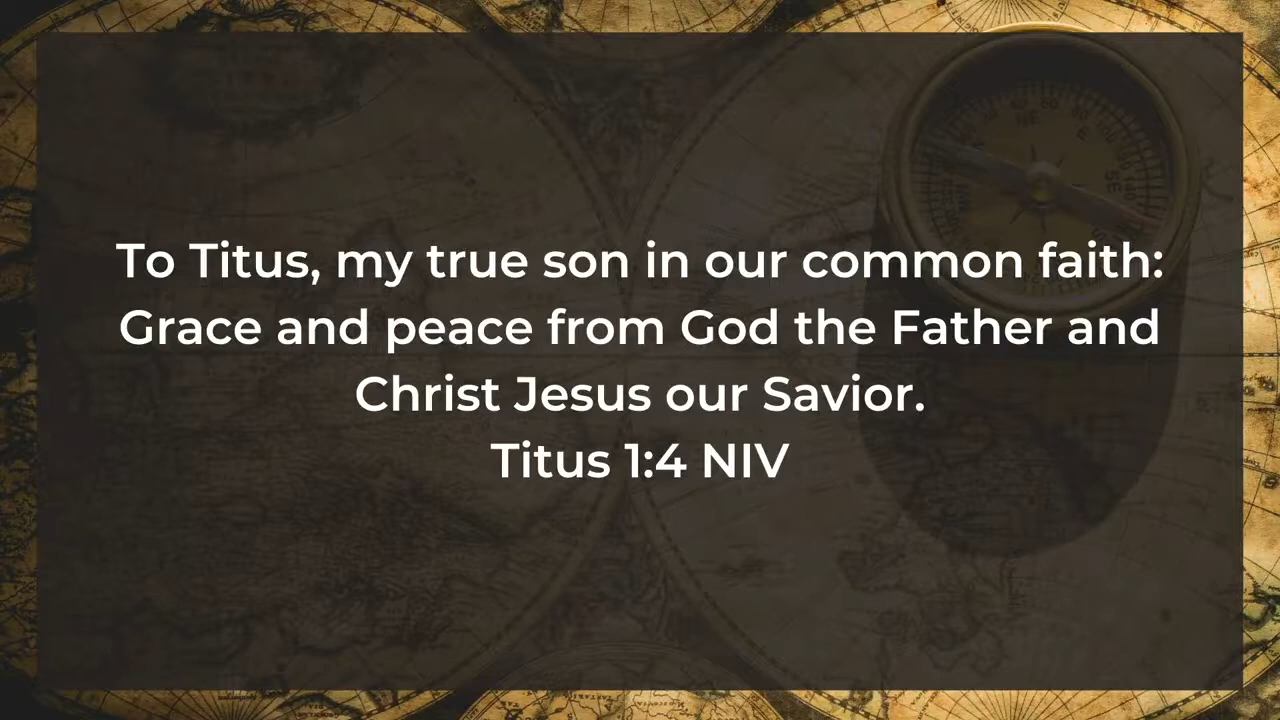 To Titus, my true son in our common faith:
Grace and peace from God the Father and
Christ Jesus our Savior.
Titus 1:4 NIV